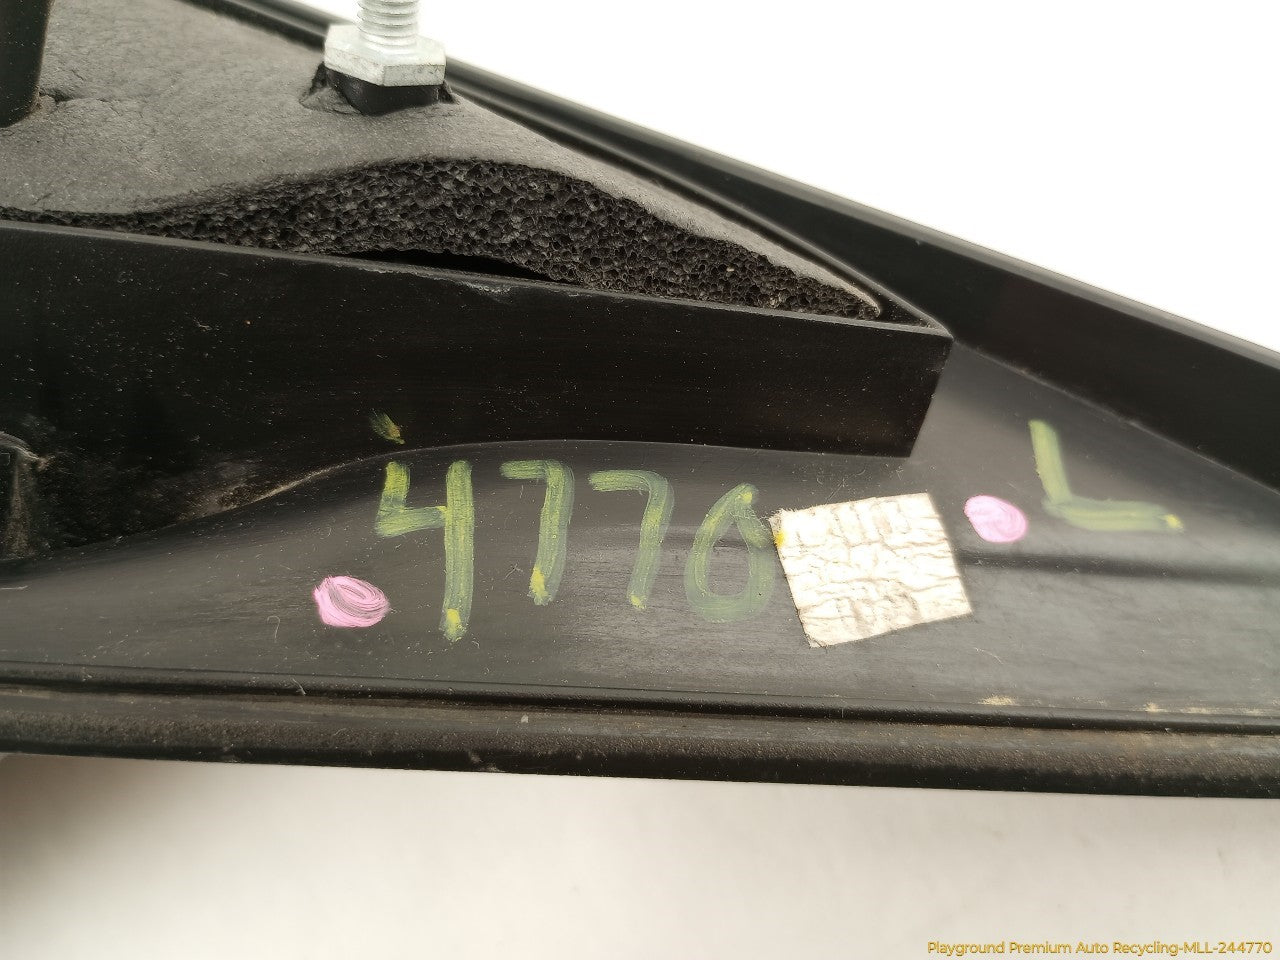 4770 L
Playground Premium Auto Recycling-MLL-244770